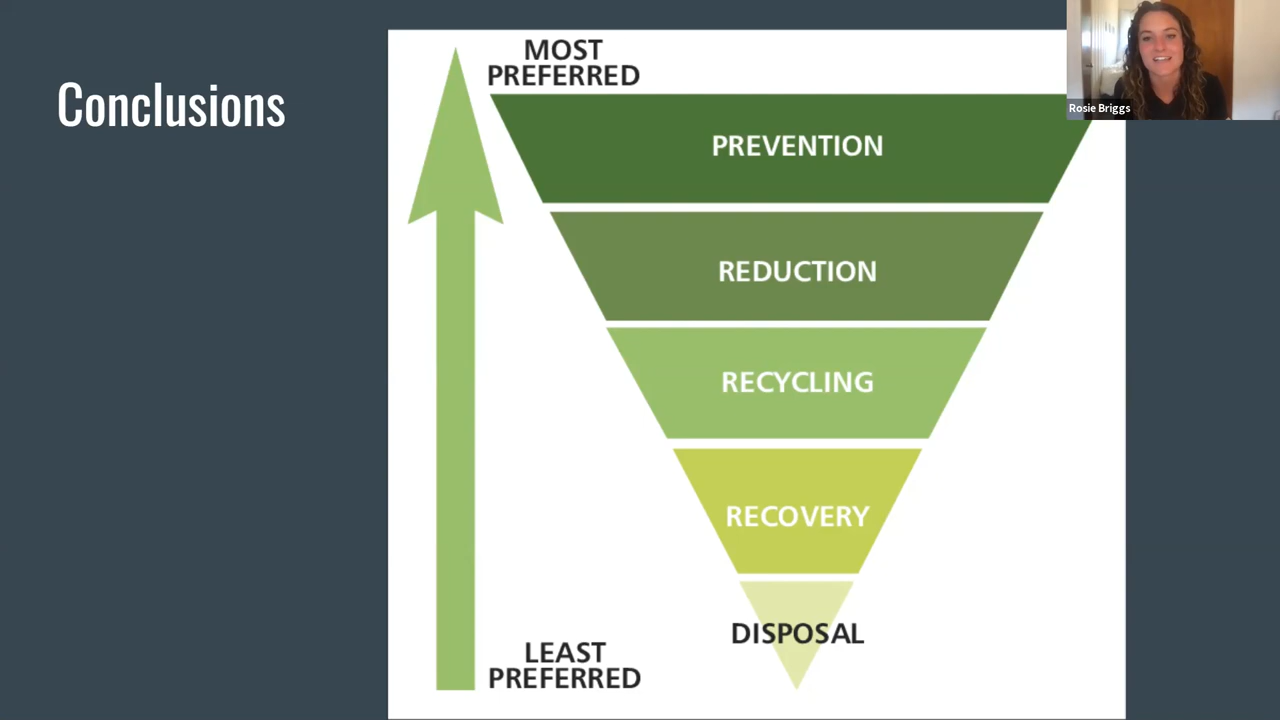 Conclusions
MOST
PREFERRED
Rosie Briggs
PREVENTION
REDUCTION
RECYCLING
RECOVERY
DISPOSAL
LEAST
PREFERRED